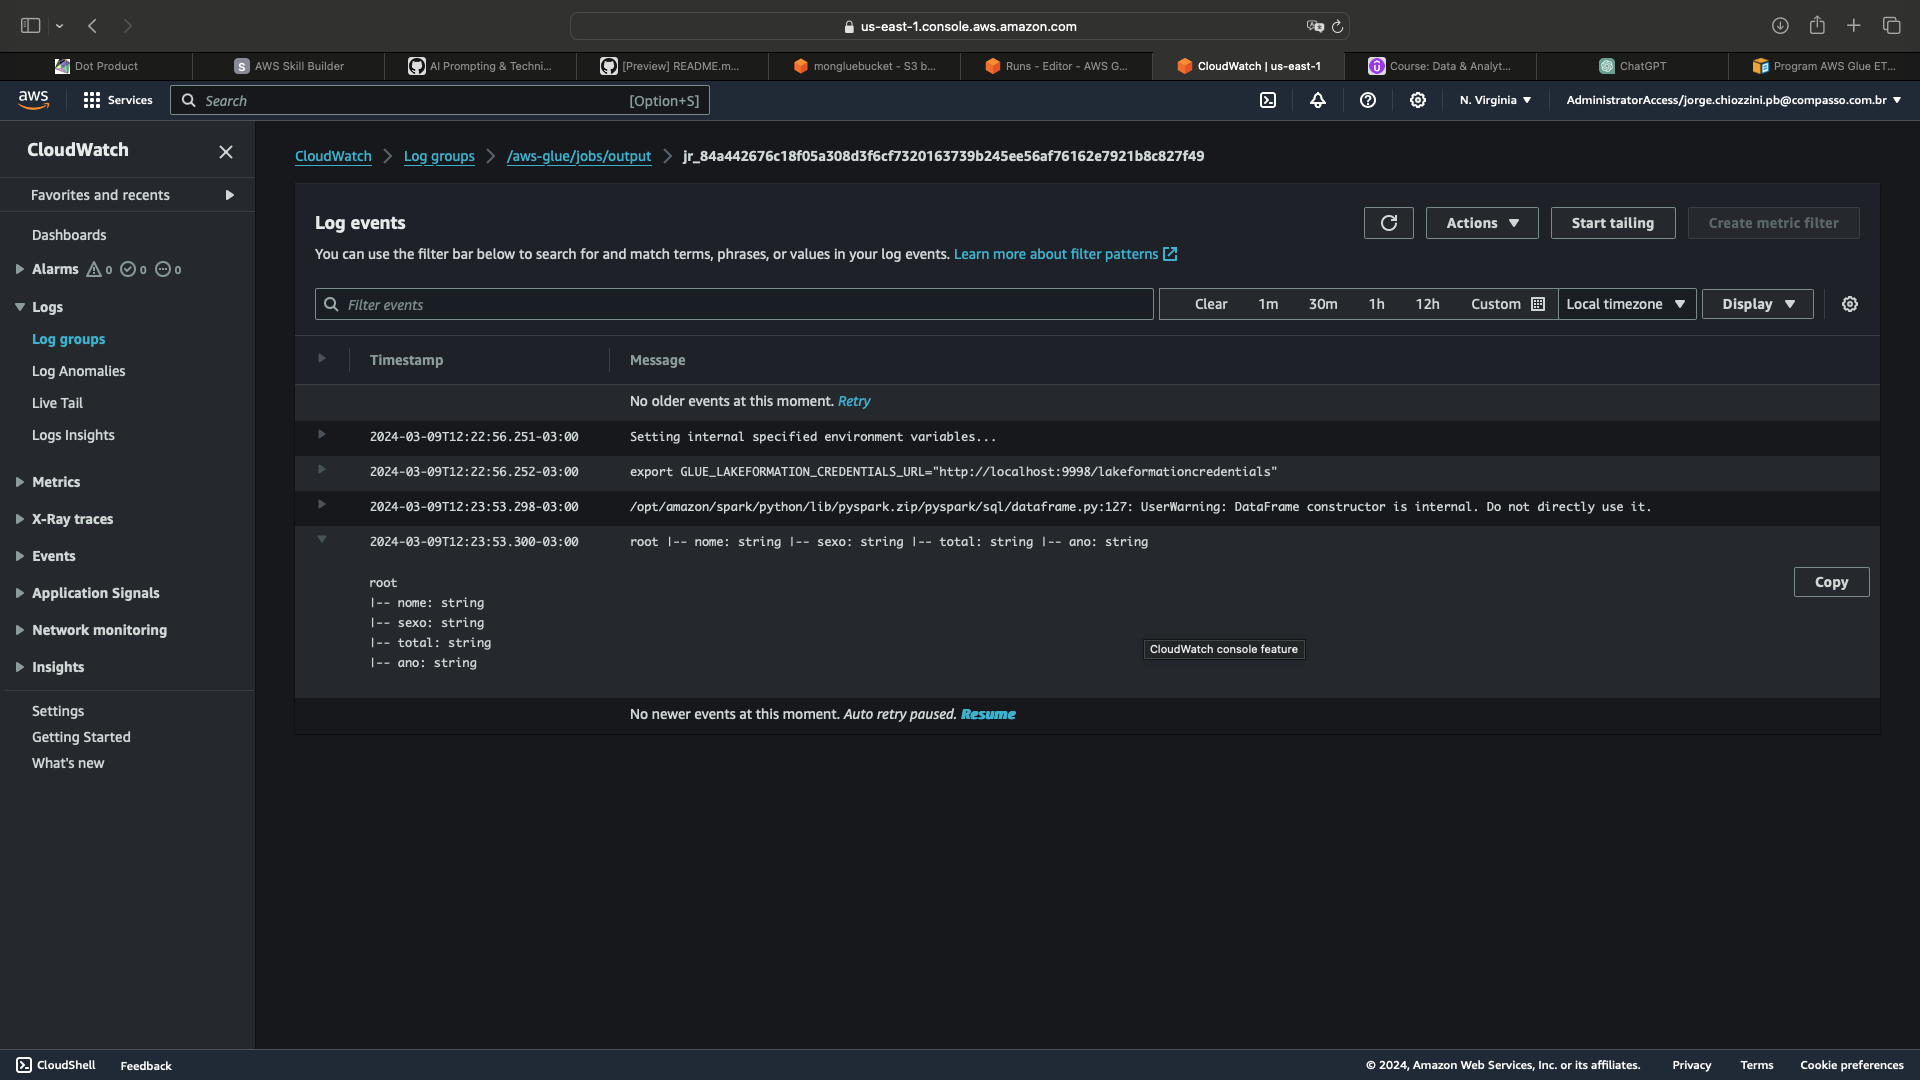 us-east-1.console.aws.amazon.com
Dot Product
S AWS Skill Builder
AI Prompting & Techni...
[Preview] README.m...
mongluebucket - S3 b...
Runs - Editor - AWS G...
CloudWatch | us-east-1
Course: Data & Analyt...
ChatGPT
Program AWS Glue ET...
aws
Services
Search
[Option+S]
N. Virginia
AdministratorAccess/jorge.chiozzini.pb@compasso.com.br
CloudWatch
Favorites and recents
Dashboards
Alarms 0 0 0
Logs
Log groups
Log Anomalies
Live Tail
Logs Insights
Metrics
X-Ray traces
Events
Application Signals
Network monitoring
Insights
Settings
Getting Started
What's new
CloudWatch > Log groups > /aws-glue/jobs/output > jr_84a442676c18f05a308d3f6cf7320163739b245ee56af76162e7921b8c827f49
Log events
Actions
Start tailing
Create metric filter
You can use the filter bar below to search for and match terms, phrases, or values in your log events. Learn more about filter patterns
Filter events
Clear
1m
30m
1h
12h
Custom
Local timezone
Display
Timestamp
Message
No older events at this moment. Retry
2024-03-09T12:22:56.251-03:00 Setting internal specified environment variables...
2024-03-09T12:22:56.252-03:00 export GLUE_LAKEFORMATION_CREDENTIALS_URL="http://localhost:9998/lakeformationcredentials"
2024-03-09T12:23:53.298-03:00 /opt/amazon/spark/python/lib/pyspark.zip/pyspark/sql/dataframe.py:127: UserWarning: DataFrame constructor is internal. Do not directly use it.
2024-03-09T12:23:53.300-03:00 root |-- nome: string |-- sexo: string |-- total: string |-- ano: string
root
|-- nome: string
|-- sexo: string
|-- total: string
|-- ano: string
Copy
CloudWatch console feature
No newer events at this moment. Auto retry paused. Resume
CloudShell
Feedback
© 2024, Amazon Web Services, Inc. or its affiliates.
Privacy
Terms
Cookie preferences